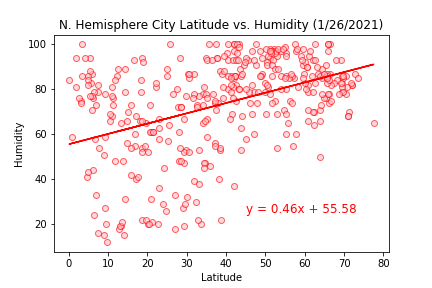 N. Hemisphere City Latitude vs. Humidity (1/26/2021)
100
80
60
40
20
Humidity
y = 0.46x + 55.58
0 10 20 30 40 50 60 70 80
Latitude